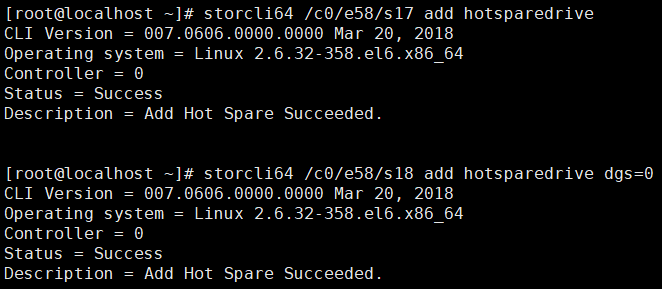 [root@localhost ~]# storcli64 /c0/e58/s17 add hotsparedrive
CLI Version = 007.0606.0000.0000 Mar 20, 2018
Operating system = Linux 2.6.32-358.el6.x86_64
Controller = 0
Status = Success
Description = Add Hot Spare Succeeded.
[root@localhost ~]# storcli64 /c0/e58/s18 add hotsparedrive dgs=0
CLI Version = 007.0606.0000.0000 Mar 20, 2018
Operating system = Linux 2.6.32-358.el6.x86_64
Controller = 0
Status = Success
Description = Add Hot Spare Succeeded.